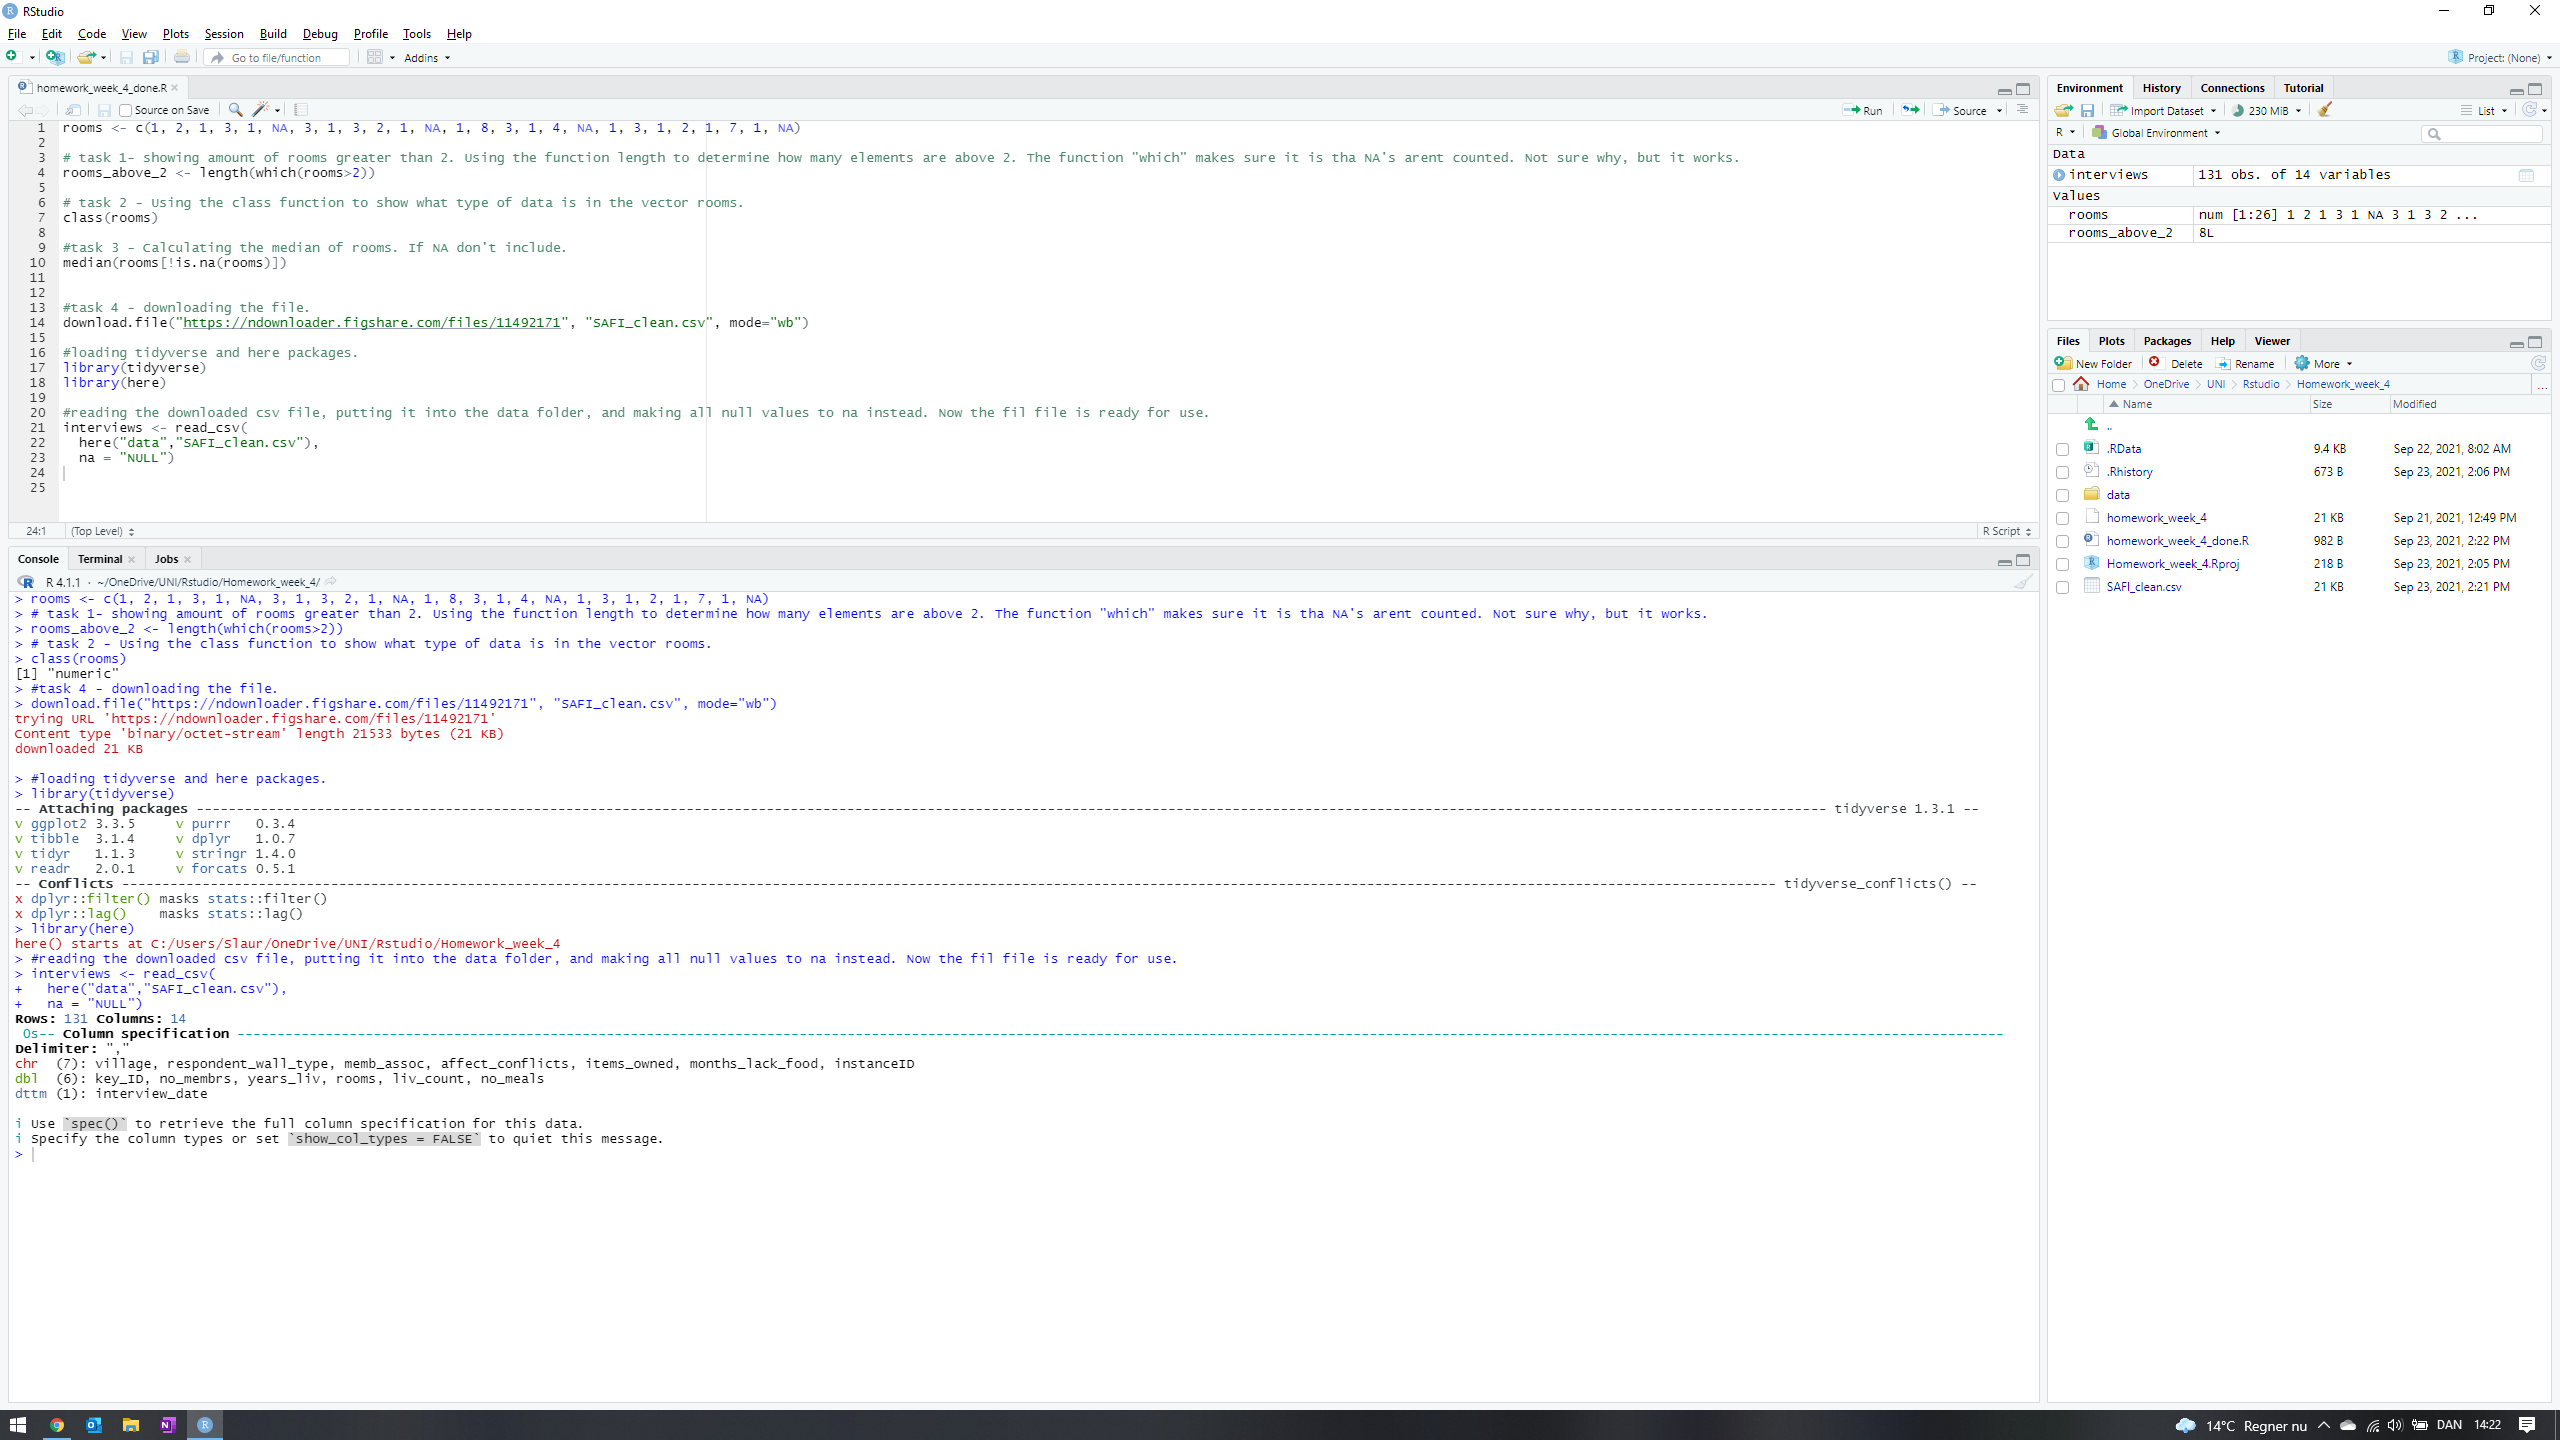 RStudio
File Edit Code View Plots Session Build Debug Profile Tools Help
Go to file/function Addins Project: (None)
homework_week_4_done.R
Source on Save Run Source
1 rooms <- c(1, 2, 1, 3, 1, NA, 3, 1, 3, 2, 1, NA, 1, 8, 3, 1, 4, NA, 1, 3, 1, 2, 1, 7, 1, NA)
2
3 # task 1- showing amount of rooms greater than 2. Using the function length to determine how many elements are above 2. The function "which" makes sure it is tha NA's arent counted. Not sure why, but it works.
4 rooms_above_2 <- length(which(rooms>2))
5
6 # task 2 - Using the class function to show what type of data is in the vector rooms.
7 class(rooms)
8
9 #task 3 - Calculating the median of rooms. If NA don't include.
10 median(rooms[!is.na(rooms)])
11
12
13 #task 4 - downloading the file.
14 download.file("https://ndownloader.figshare.com/files/11492171", "SAFI_clean.csv", mode="wb")
15
16 #loading tidyverse and here packages.
17 library(tidyverse)
18 library(here)
19
20 #reading the downloaded csv file, putting it into the data folder, and making all null values to na instead. Now the fil file is ready for use.
21 interviews <- read_csv(
22 here("data","SAFI_clean.csv"),
23 na = "NULL")
24
25
24:1 (Top Level) R Script
Console Terminal Jobs
R 4.1.1 · ~/OneDrive/UNI/Rstudio/Homework_week_4/
> rooms <- c(1, 2, 1, 3, 1, NA, 3, 1, 3, 2, 1, NA, 1, 8, 3, 1, 4, NA, 1, 3, 1, 2, 1, 7, 1, NA)
> # task 1- showing amount of rooms greater than 2. Using the function length to determine how many elements are above 2. The function "which" makes sure it is tha NA's arent counted. Not sure why, but it works.
> rooms_above_2 <- length(which(rooms>2))
> # task 2 - Using the class function to show what type of data is in the vector rooms.
> class(rooms)
[1] "numeric"
> #task 4 - downloading the file.
> download.file("https://ndownloader.figshare.com/files/11492171", "SAFI_clean.csv", mode="wb")
trying URL 'https://ndownloader.figshare.com/files/11492171'
Content type 'binary/octet-stream' length 21533 bytes (21 KB)
downloaded 21 KB
> #loading tidyverse and here packages.
> library(tidyverse)
-- Attaching packages -------- tidyverse 1.3.1 --
v ggplot2 3.3.5 v purrr 0.3.4
v tibble 3.1.4 v dplyr 1.0.7
v tidyr 1.1.3 v stringr 1.4.0
v readr 2.0.1 v forcats 0.5.1
-- Conflicts -------- tidyverse_conflicts() --
x dplyr::filter() masks stats::filter()
x dplyr::lag() masks stats::lag()
> library(here)
here() starts at C:/Users/Slaur/OneDrive/UNI/Rstudio/Homework_week_4
> #reading the downloaded csv file, putting it into the data folder, and making all null values to na instead. Now the fil file is ready for use.
> interviews <- read_csv(
+ here("data","SAFI_clean.csv"),
+ na = "NULL")
Rows: 131 Columns: 14
0s-- Column specification --------
Delimiter: ","
chr (7): village, respondent_wall_type, memb_assoc, affect_conflicts, items_owned, months_lack_food, instanceID
dbl (6): key_ID, no_membrs, years_liv, rooms, liv_count, no_meals
dttm (1): interview_date
i Use `spec()` to retrieve the full column specification for this data.
i Specify the column types or set `show_col_types = FALSE` to quiet this message.
>
Environment History Connections Tutorial
Import Dataset 230 MiB List
R Global Environment
Data
interviews 131 obs. of 14 variables
Values
rooms num [1:26] 1 2 1 3 1 NA 3 1 3 2 ...
rooms_above_2 8L
Files Plots Packages Help Viewer
New Folder Delete Rename More
Home OneDrive UNI Rstudio Homework_week_4 ...
Name Size Modified
..
.RData 9.4 KB Sep 22, 2021, 8:02 AM
.Rhistory 673 B Sep 23, 2021, 2:06 PM
data
homework_week_4 21 KB Sep 21, 2021, 12:49 PM
homework_week_4_done.R 982 B Sep 23, 2021, 2:22 PM
Homework_week_4.Rproj 218 B Sep 23, 2021, 2:05 PM
SAFI_clean.csv 21 KB Sep 23, 2021, 2:21 PM
14°C Regner nu DAN 14:22